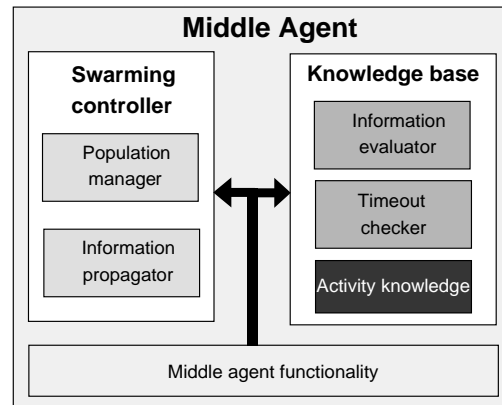 Middle Agent
Swarming
controller
Population
manager
Information
propagator
Knowledge base
Information
evaluator
Timeout
checker
Activity knowledge
Middle agent functionality